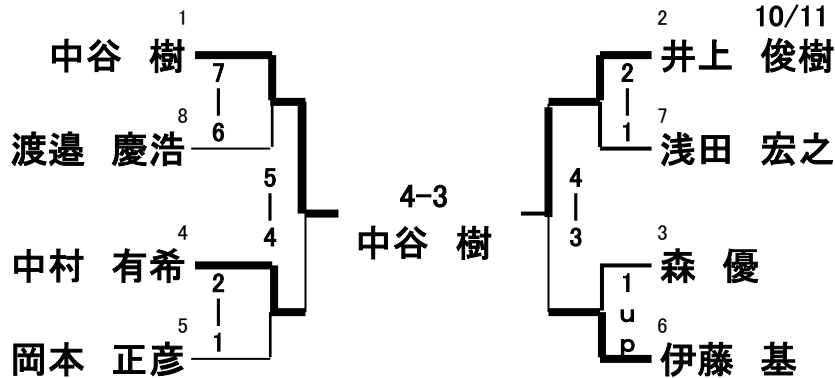 1
中谷 樹
7
|
6
8
渡邉 慶浩
5
|
4
4
中村 有希
2
|
1
5
岡本 正彦
4-3
中谷 樹
10/11
2
井上 俊樹
2
|
1
7
浅田 宏之
4
|
3
3
森 優
1
u
p
6
伊藤 基